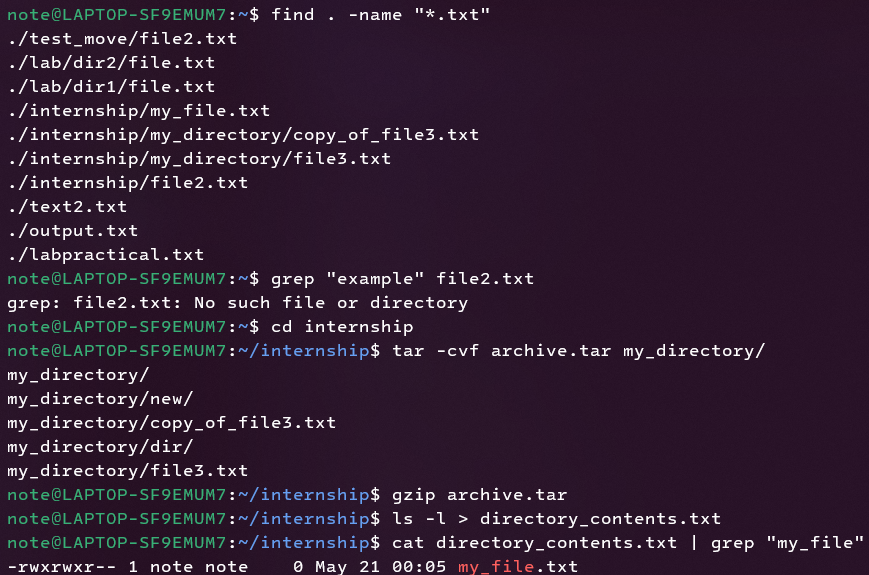 note@LAPTOP-SF9EMUM7:~$ find . -name "*.txt"
./test_move/file2.txt
./lab/dir2/file.txt
./lab/dir1/file.txt
./internship/my_file.txt
./internship/my_directory/copy_of_file3.txt
./internship/my_directory/file3.txt
./internship/file2.txt
./text2.txt
./output.txt
./labpractical.txt
note@LAPTOP-SF9EMUM7:~$ grep "example" file2.txt
grep: file2.txt: No such file or directory
note@LAPTOP-SF9EMUM7:~$ cd internship
note@LAPTOP-SF9EMUM7:~/internship$ tar -cvf archive.tar my_directory/
my_directory/
my_directory/new/
my_directory/copy_of_file3.txt
my_directory/dir/
my_directory/file3.txt
note@LAPTOP-SF9EMUM7:~/internship$ gzip archive.tar
note@LAPTOP-SF9EMUM7:~/internship$ ls -l > directory_contents.txt
note@LAPTOP-SF9EMUM7:~/internship$ cat directory_contents.txt | grep "my_file"
-rwxrwxr-- 1 note note    0 May 21 00:05 my_file.txt